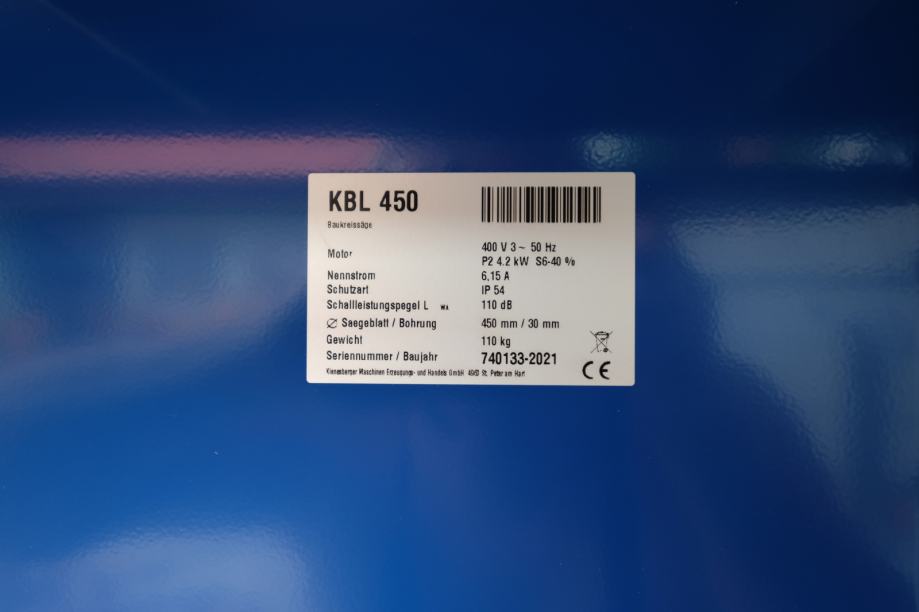 KBL 450
Baukreissäge
Motor 400 V 3~ 50 Hz
P2 4.2 kW S6-40 %
Nennstrom 6,15 A
Schutzart IP 54
Schallleistungspegel L WA 110 dB
Ø Saegeblatt / Bohrung 450 mm / 30 mm
Gewicht 110 kg
Seriennummer / Baujahr 740133-2021
Kienesberger Maschinen Erzeugungs- und Handels GmbH St. Peter am Hart
CE